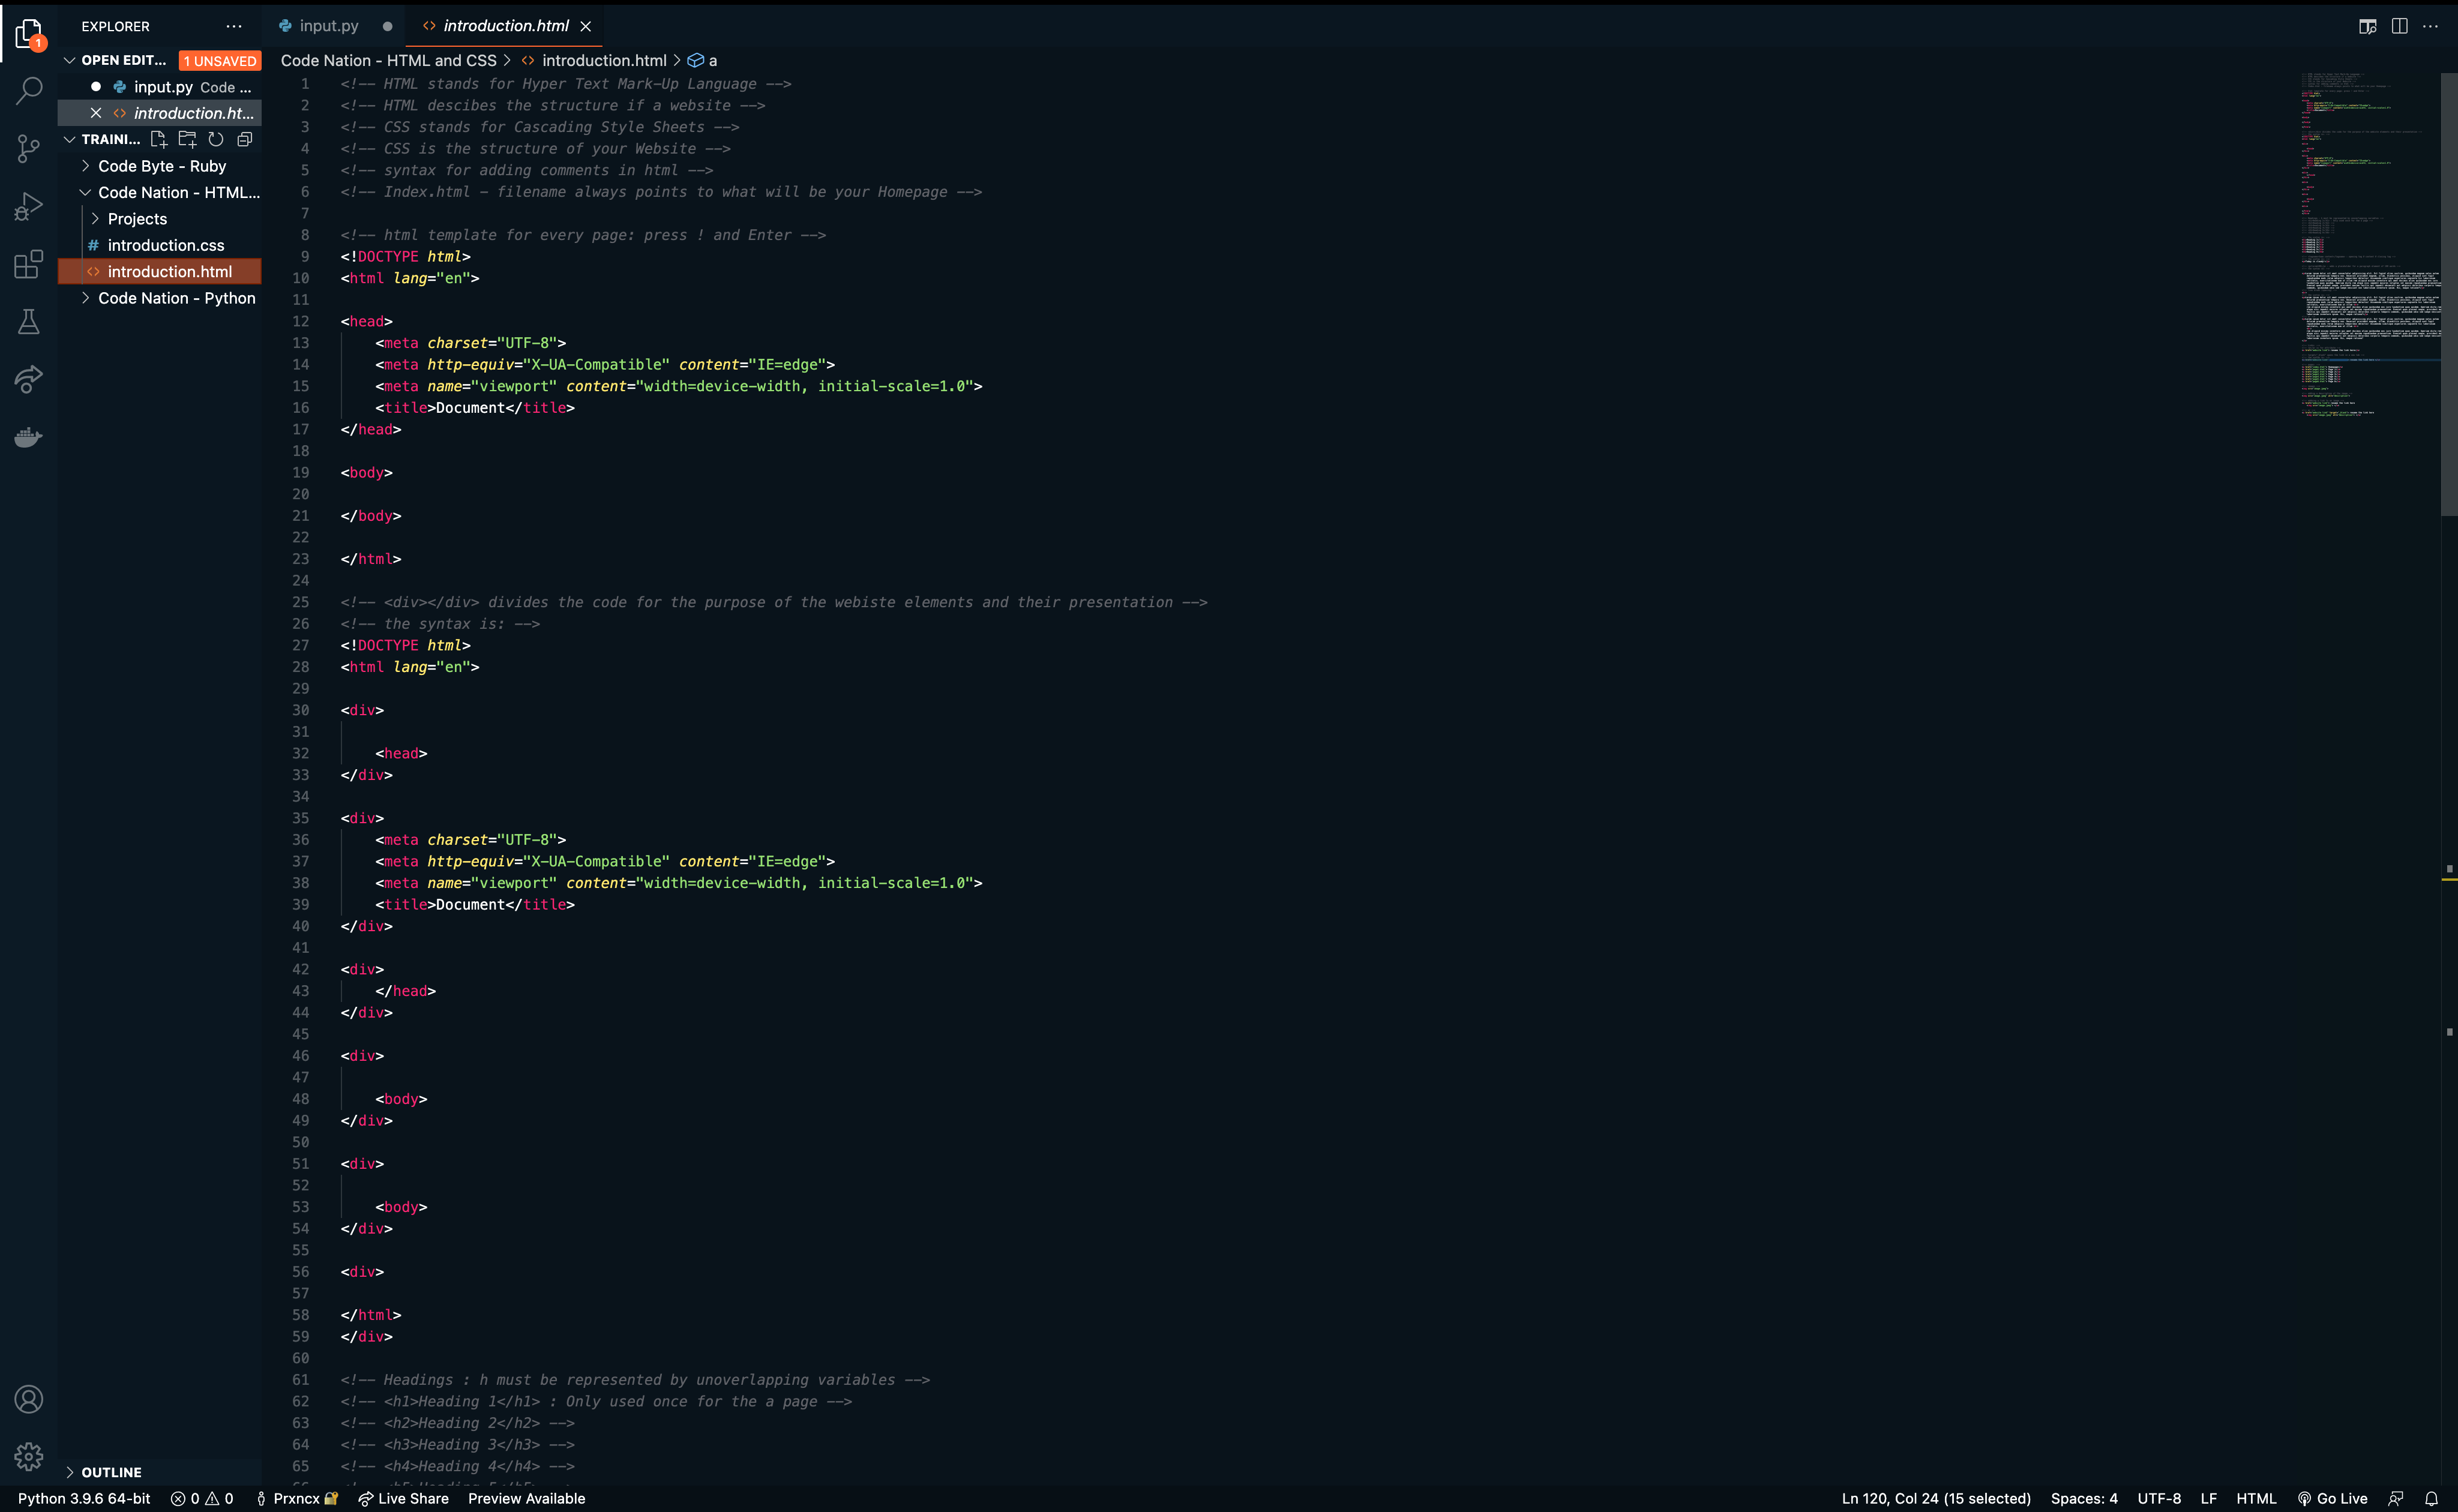 EXPLORER
input.py
introduction.html
OPEN EDIT... 1 UNSAVED
Code Nation - HTML and CSS > introduction.html > a
input.py Code ...
introduction.ht...
TRAINI...
Code Byte - Ruby
Code Nation - HTML...
Projects
# introduction.css
<> introduction.html
Code Nation - Python
OUTLINE
1 <!-- HTML stands for Hyper Text Mark-Up Language -->
2 <!-- HTML descibes the structure if a website -->
3 <!-- CSS stands for Cascading Style Sheets -->
4 <!-- CSS is the structure of your Website -->
5 <!-- syntax for adding comments in html -->
6 <!-- Index.html - filename always points to what will be your Homepage -->
7
8 <!-- html template for every page: press ! and Enter -->
9 <!DOCTYPE html>
10 <html lang="en">
11
12 <head>
13 <meta charset="UTF-8">
14 <meta http-equiv="X-UA-Compatible" content="IE=edge">
15 <meta name="viewport" content="width=device-width, initial-scale=1.0">
16 <title>Document</title>
17 </head>
18
19 <body>
20
21 </body>
22
23 </html>
24
25 <!-- <div></div> divides the code for the purpose of the webiste elements and their presentation -->
26 <!-- the syntax is: -->
27 <!DOCTYPE html>
28 <html lang="en">
29
30 <div>
31
32 <head>
33 </div>
34
35 <div>
36 <meta charset="UTF-8">
37 <meta http-equiv="X-UA-Compatible" content="IE=edge">
38 <meta name="viewport" content="width=device-width, initial-scale=1.0">
39 <title>Document</title>
40 </div>
41
42 <div>
43 </head>
44 </div>
45
46 <div>
47
48 <body>
49 </div>
50
51 <div>
52
53 <body>
54 </div>
55
56 <div>
57
58 </html>
59 </div>
60
61 <!-- Headings : h must be represented by unoverlapping variables -->
62 <!-- <h1>Heading 1</h1> : Only used once for the a page -->
63 <!-- <h2>Heading 2</h2> -->
64 <!-- <h3>Heading 3</h3> -->
65 <!-- <h4>Heading 4</h4> -->
Python 3.9.6 64-bit 0 0 Prxncx Live Share Preview Available Ln 120, Col 24 (15 selected) Spaces: 4 UTF-8 LF HTML Go Live